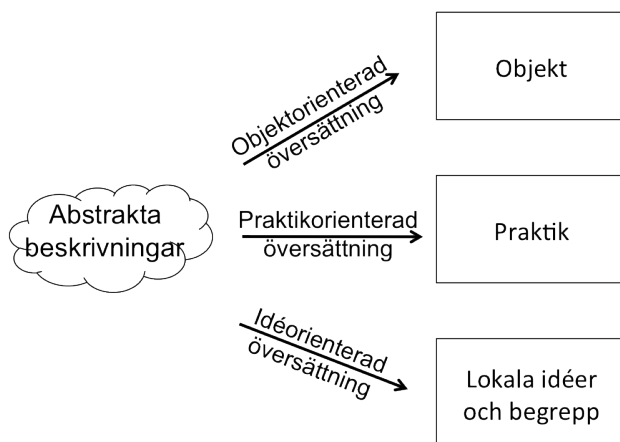 Objektorienterad
översättning
Objekt
Abstrakta
beskrivningar
Praktikorienterad
översättning
Praktik
Idéorienterad
översättning
Lokala idéer
och begrepp